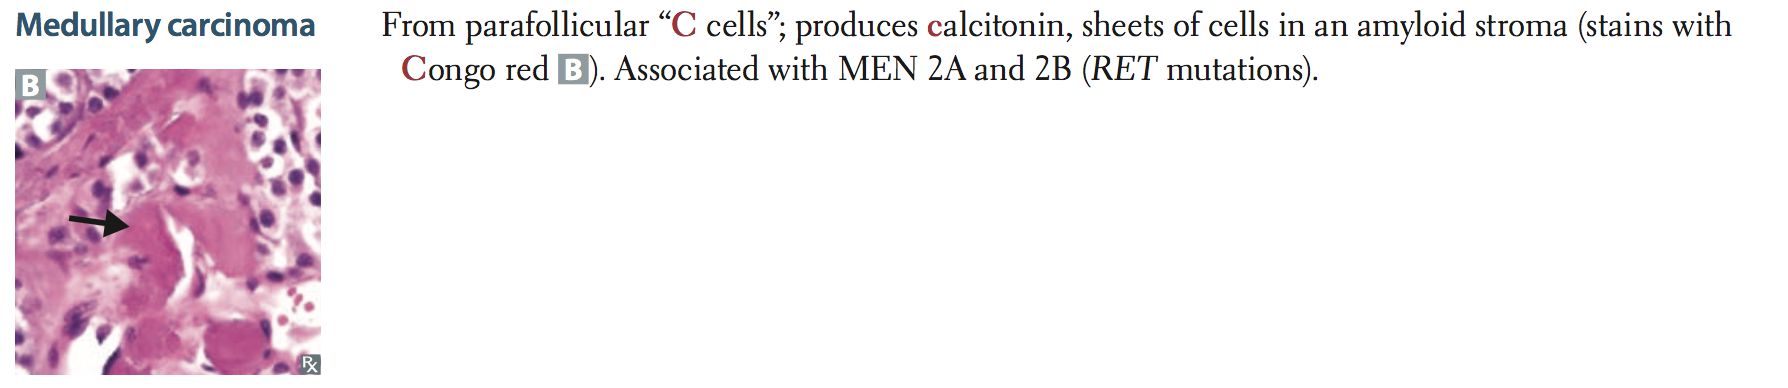 Medullary carcinoma
From parafollicular “C cells”; produces calcitonin, sheets of cells in an amyloid stroma (stains with
Congo red B). Associated with MEN 2A and 2B (RET mutations).
B
Rx